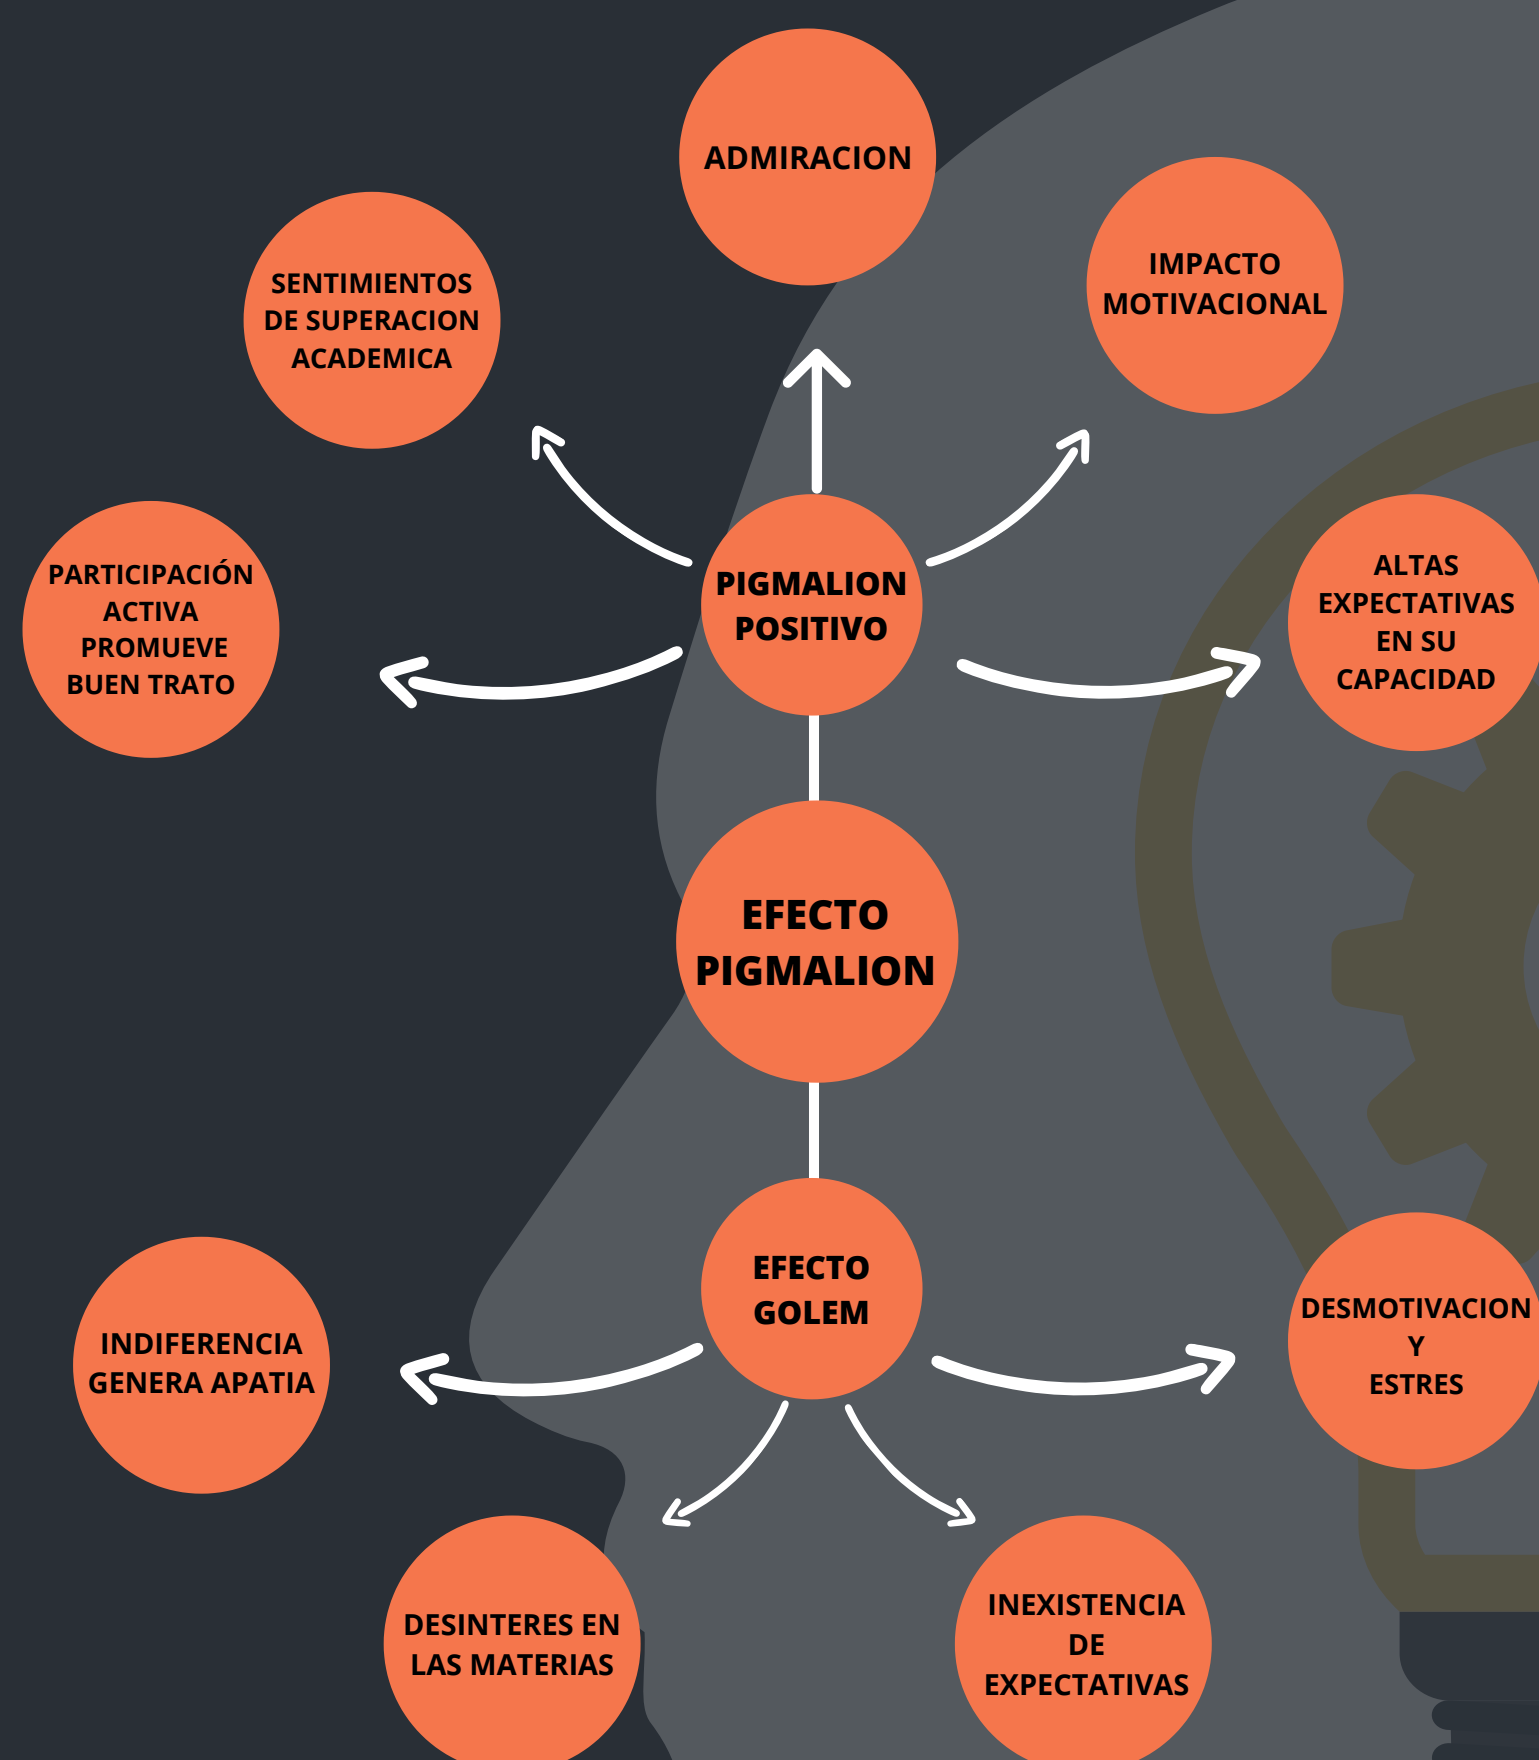 ADMIRACION
IMPACTO
MOTIVACIONAL
SENTIMIENTOS
DE SUPERACION
ACADEMICA
PARTICIPACIÓN
ACTIVA
PROMUEVE
BUEN TRATO
PIGMALION
POSITIVO
ALTAS
EXPECTATIVAS
EN SU
CAPACIDAD
EFECTO
PIGMALION
EFECTO
GOLEM
INDIFERENCIA
GENERA APATIA
DESMOTIVACION
Y
ESTRES
DESINTERES EN
LAS MATERIAS
INEXISTENCIA
DE
EXPECTATIVAS